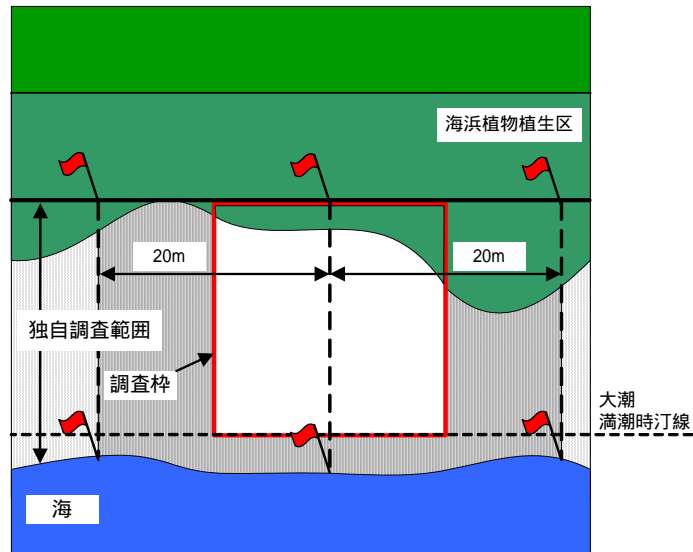 海浜植物植生区
20m
20m
独自調査範囲
調査枠
大潮
満潮時汀線
海